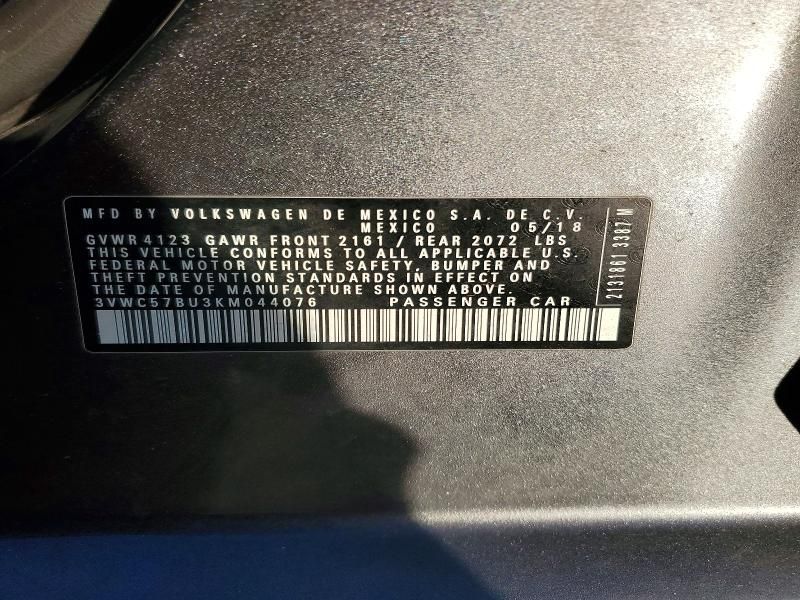 MFD BY VOLKSWAGEN DE MEXICO S.A. DE C.V.
MEXICO 05/18
GVWR 4123 GAWR FRONT 2161 / REAR 2072 LBS
THIS VEHICLE CONFORMS TO ALL APPLICABLE U.S.
FEDERAL MOTOR VEHICLE SAFETY, BUMPER AND
THEFT PREVENTION STANDARDS IN EFFECT ON
THE DATE OF MANUFACTURE SHOWN ABOVE.
3VWC57BU3KM044076 PASSENGER CAR
2131861 3387 M